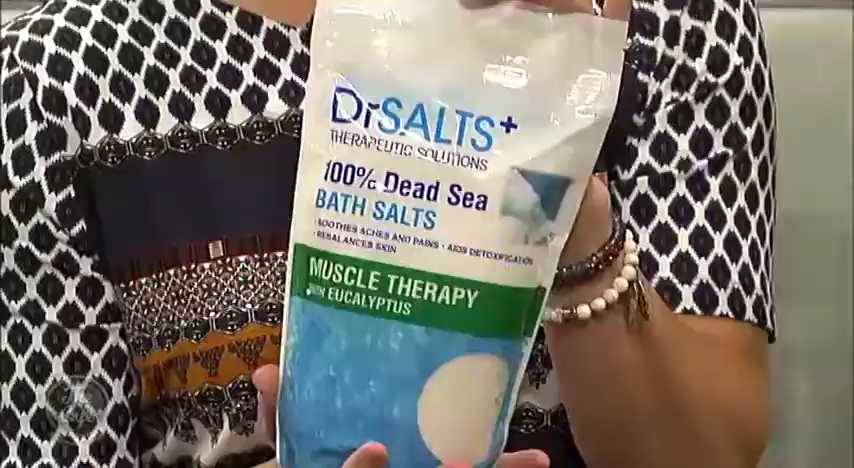 DrSALTS+
THERAPEUTIC SOLUTIONS
100% Dead Sea
BATH SALTS
· SOOTHES ACHES AND PAINS · AIDS DETOXIFICATION
· REBALANCES SKIN
MUSCLE THERAPY
WITH EUCALYPTUS